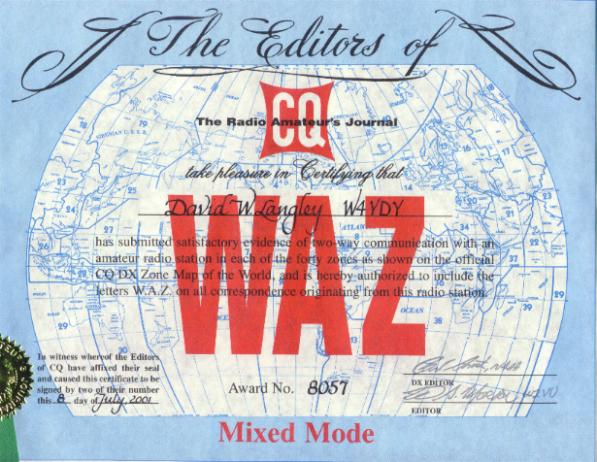 The Editors of
CQ
The Radio Amateur's Journal
take pleasure in Certifying that
David W. Langley W4YDY
WAZ
has submitted satisfactory evidence of two-way communication with an
amateur radio station in each of the forty zones as shown on the official
CQ DX Zone Map of the World, and is hereby authorized to include the
letters W.A.Z. on all correspondence originating from this radio station.
In witness whereof the Editors
of CQ have affixed their seal
and caused this certificate to be
signed by two of their number
this 8 day of July, 2001
Award No. 8057
DX EDITOR
EDITOR
Mixed Mode